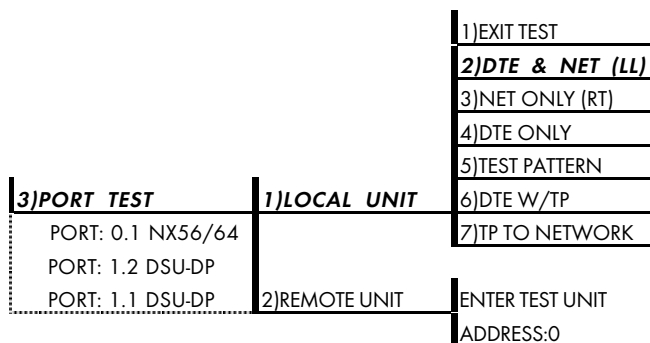 3)PORT TEST
PORT: 0.1 NX56/64
PORT: 1.2 DSU-DP
PORT: 1.1 DSU-DP
1)LOCAL UNIT
2)REMOTE UNIT
1)EXIT TEST
2)DTE & NET (LL)
3)NET ONLY (RT)
4)DTE ONLY
5)TEST PATTERN
6)DTE W/TP
7)TP TO NETWORK
ENTER TEST UNIT
ADDRESS:0